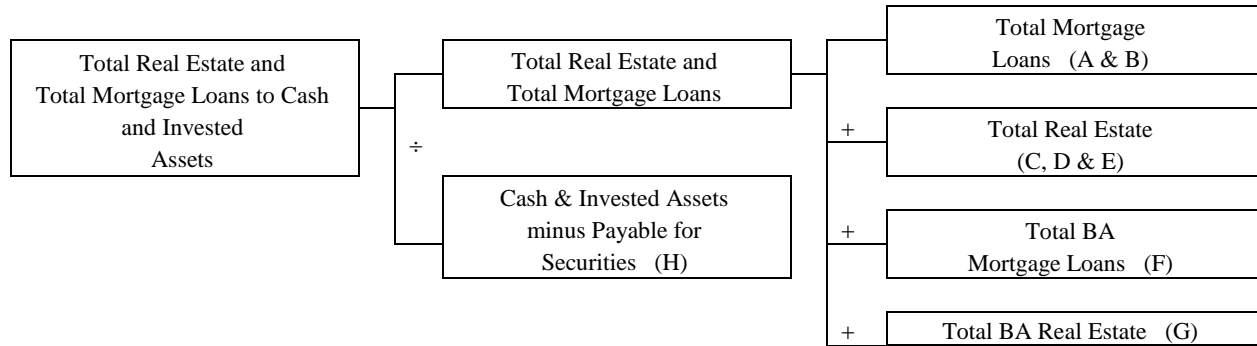 Total Real Estate and
Total Mortgage Loans to Cash
and Invested
Assets
÷
Total Real Estate and
Total Mortgage Loans
Cash & Invested Assets
minus Payable for
Securities (H)
Total Mortgage
Loans (A & B)
+
Total Real Estate
(C, D & E)
+
Total BA
Mortgage Loans (F)
+
Total BA Real Estate (G)